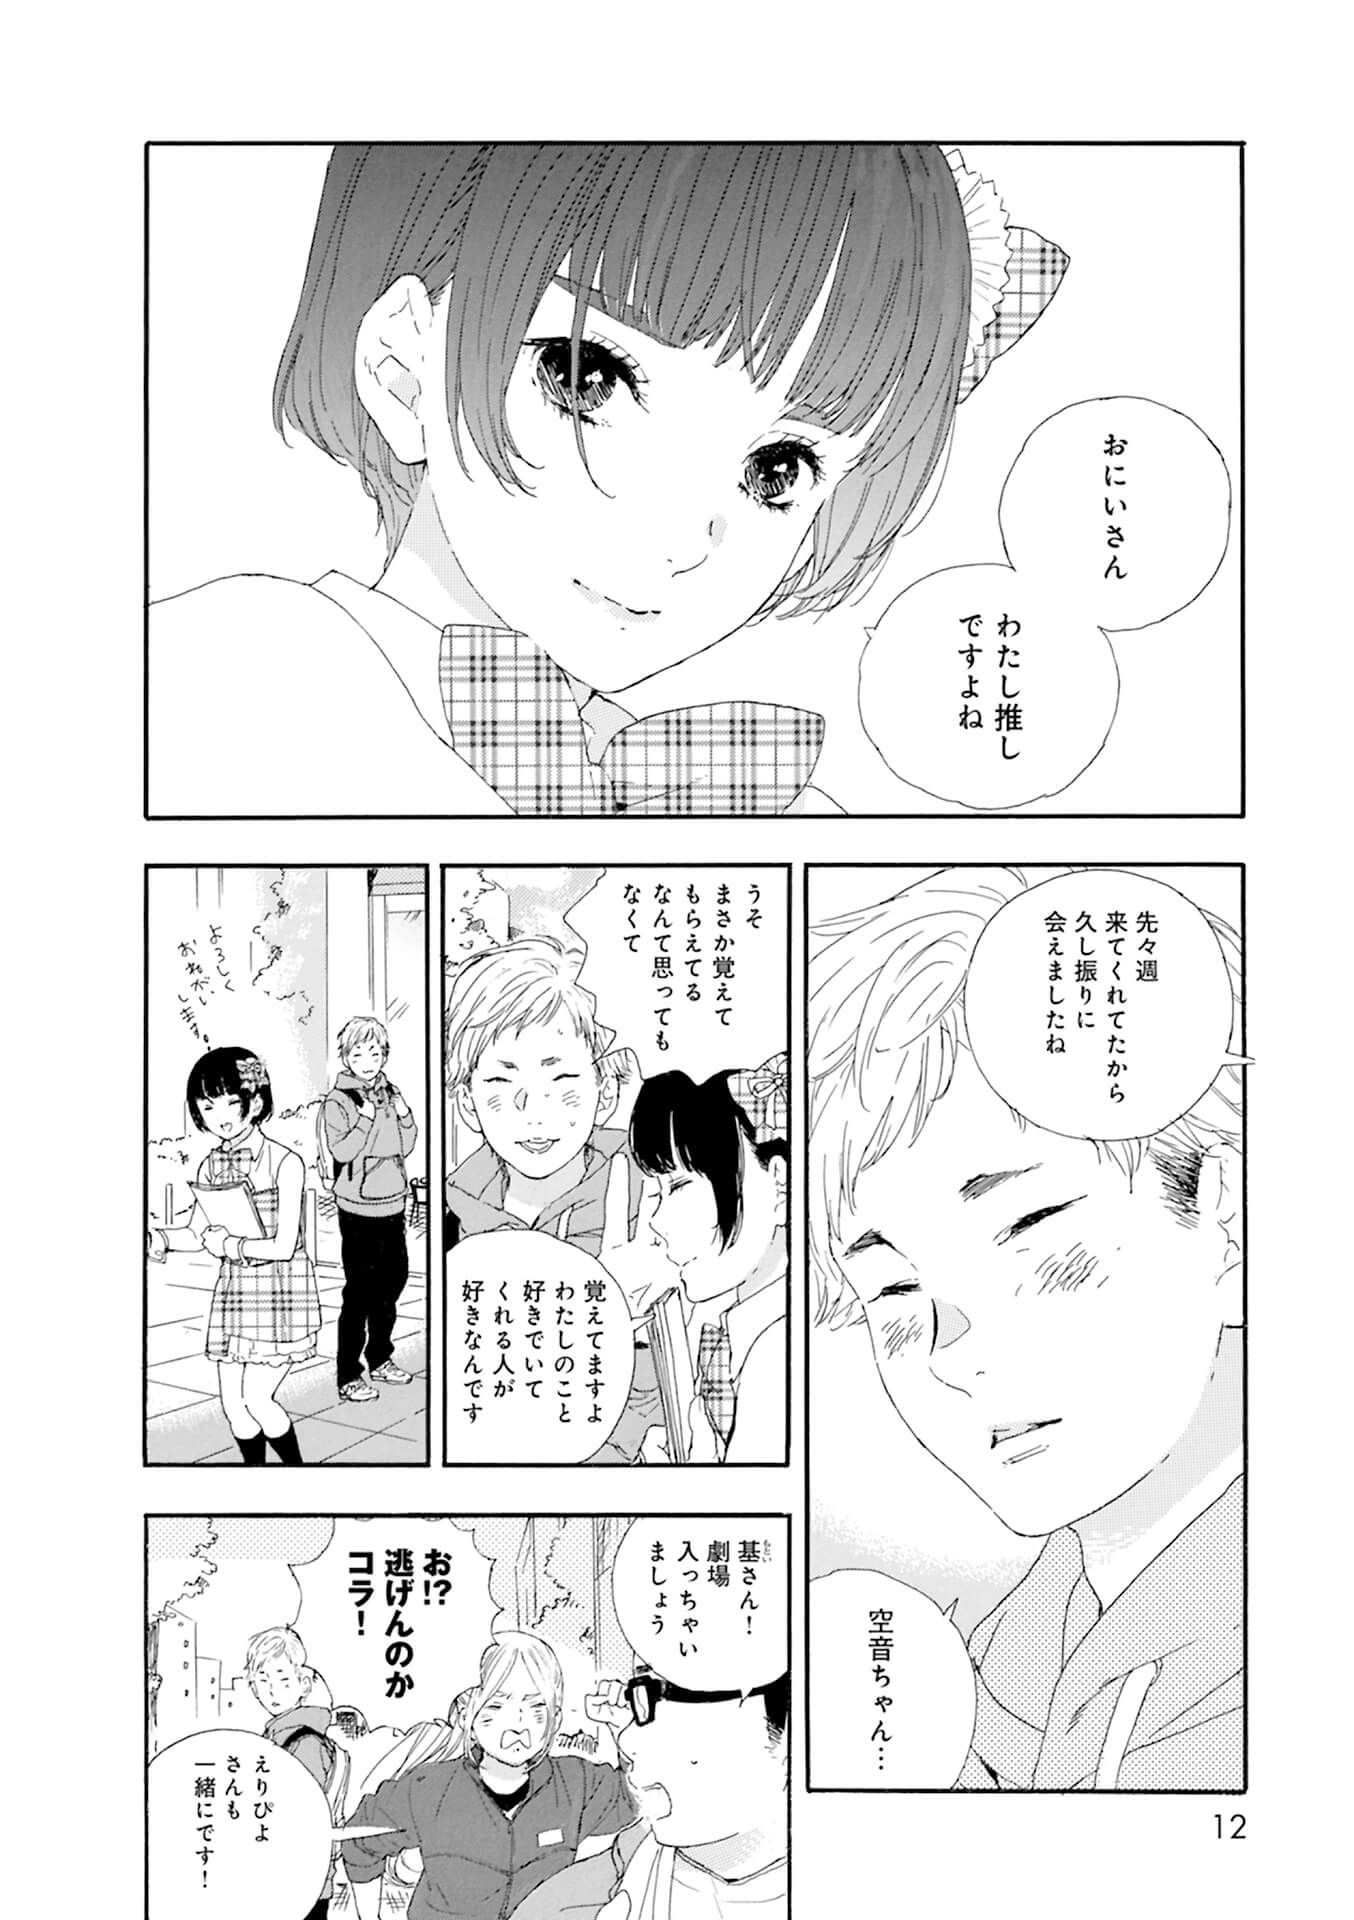 おにいさん
わたし推し
ですよね
先々週
来てくれてたから
久し振りに
会えましたね
空音ちゃん…
うそ
まさか覚えて
もらえてる
なんて思っても
なくて
覚えてますよ
わたしのこと
好きでいて
くれる人が
好きなんです
よろしく
おねがい
します。
基さん!
もとい
劇場
入っちゃい
ましょう
お!?
逃げんのか
コラ!
えりぴよ
さんも
一緒にです!
12